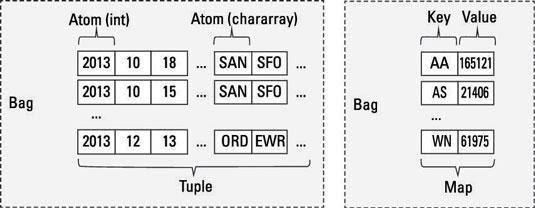 Atom (int) Atom (chararray)
2013 10 18 ... SAN SFO ...
2013 10 15 ... SAN SFO ...
Bag
...
2013 12 13 ... ORD EWR ...
Tuple
Key Value
AA 165121
AS 21406
Bag
...
WN 61975
Map